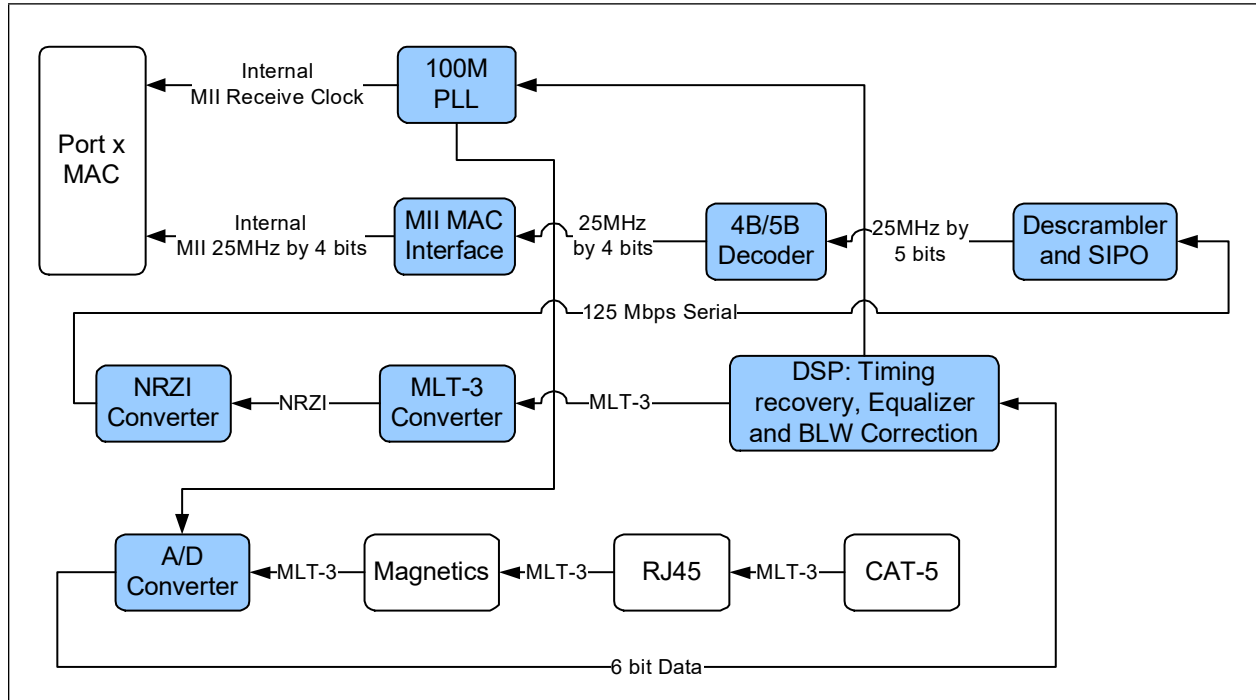 Port x
MAC
Internal
MII Receive Clock
100M
PLL
Internal
MII 25MHz by 4 bits
MII MAC
Interface
25MHz
by 4 bits
4B/5B
Decoder
25MHz by
5 bits
Descrambler
and SIPO
125 Mbps Serial
NRZI
Converter
NRZI
MLT-3
Converter
MLT-3
DSP: Timing
recovery, Equalizer
and BLW Correction
A/D
Converter
MLT-3
Magnetics
MLT-3
RJ45
MLT-3
CAT-5
6 bit Data